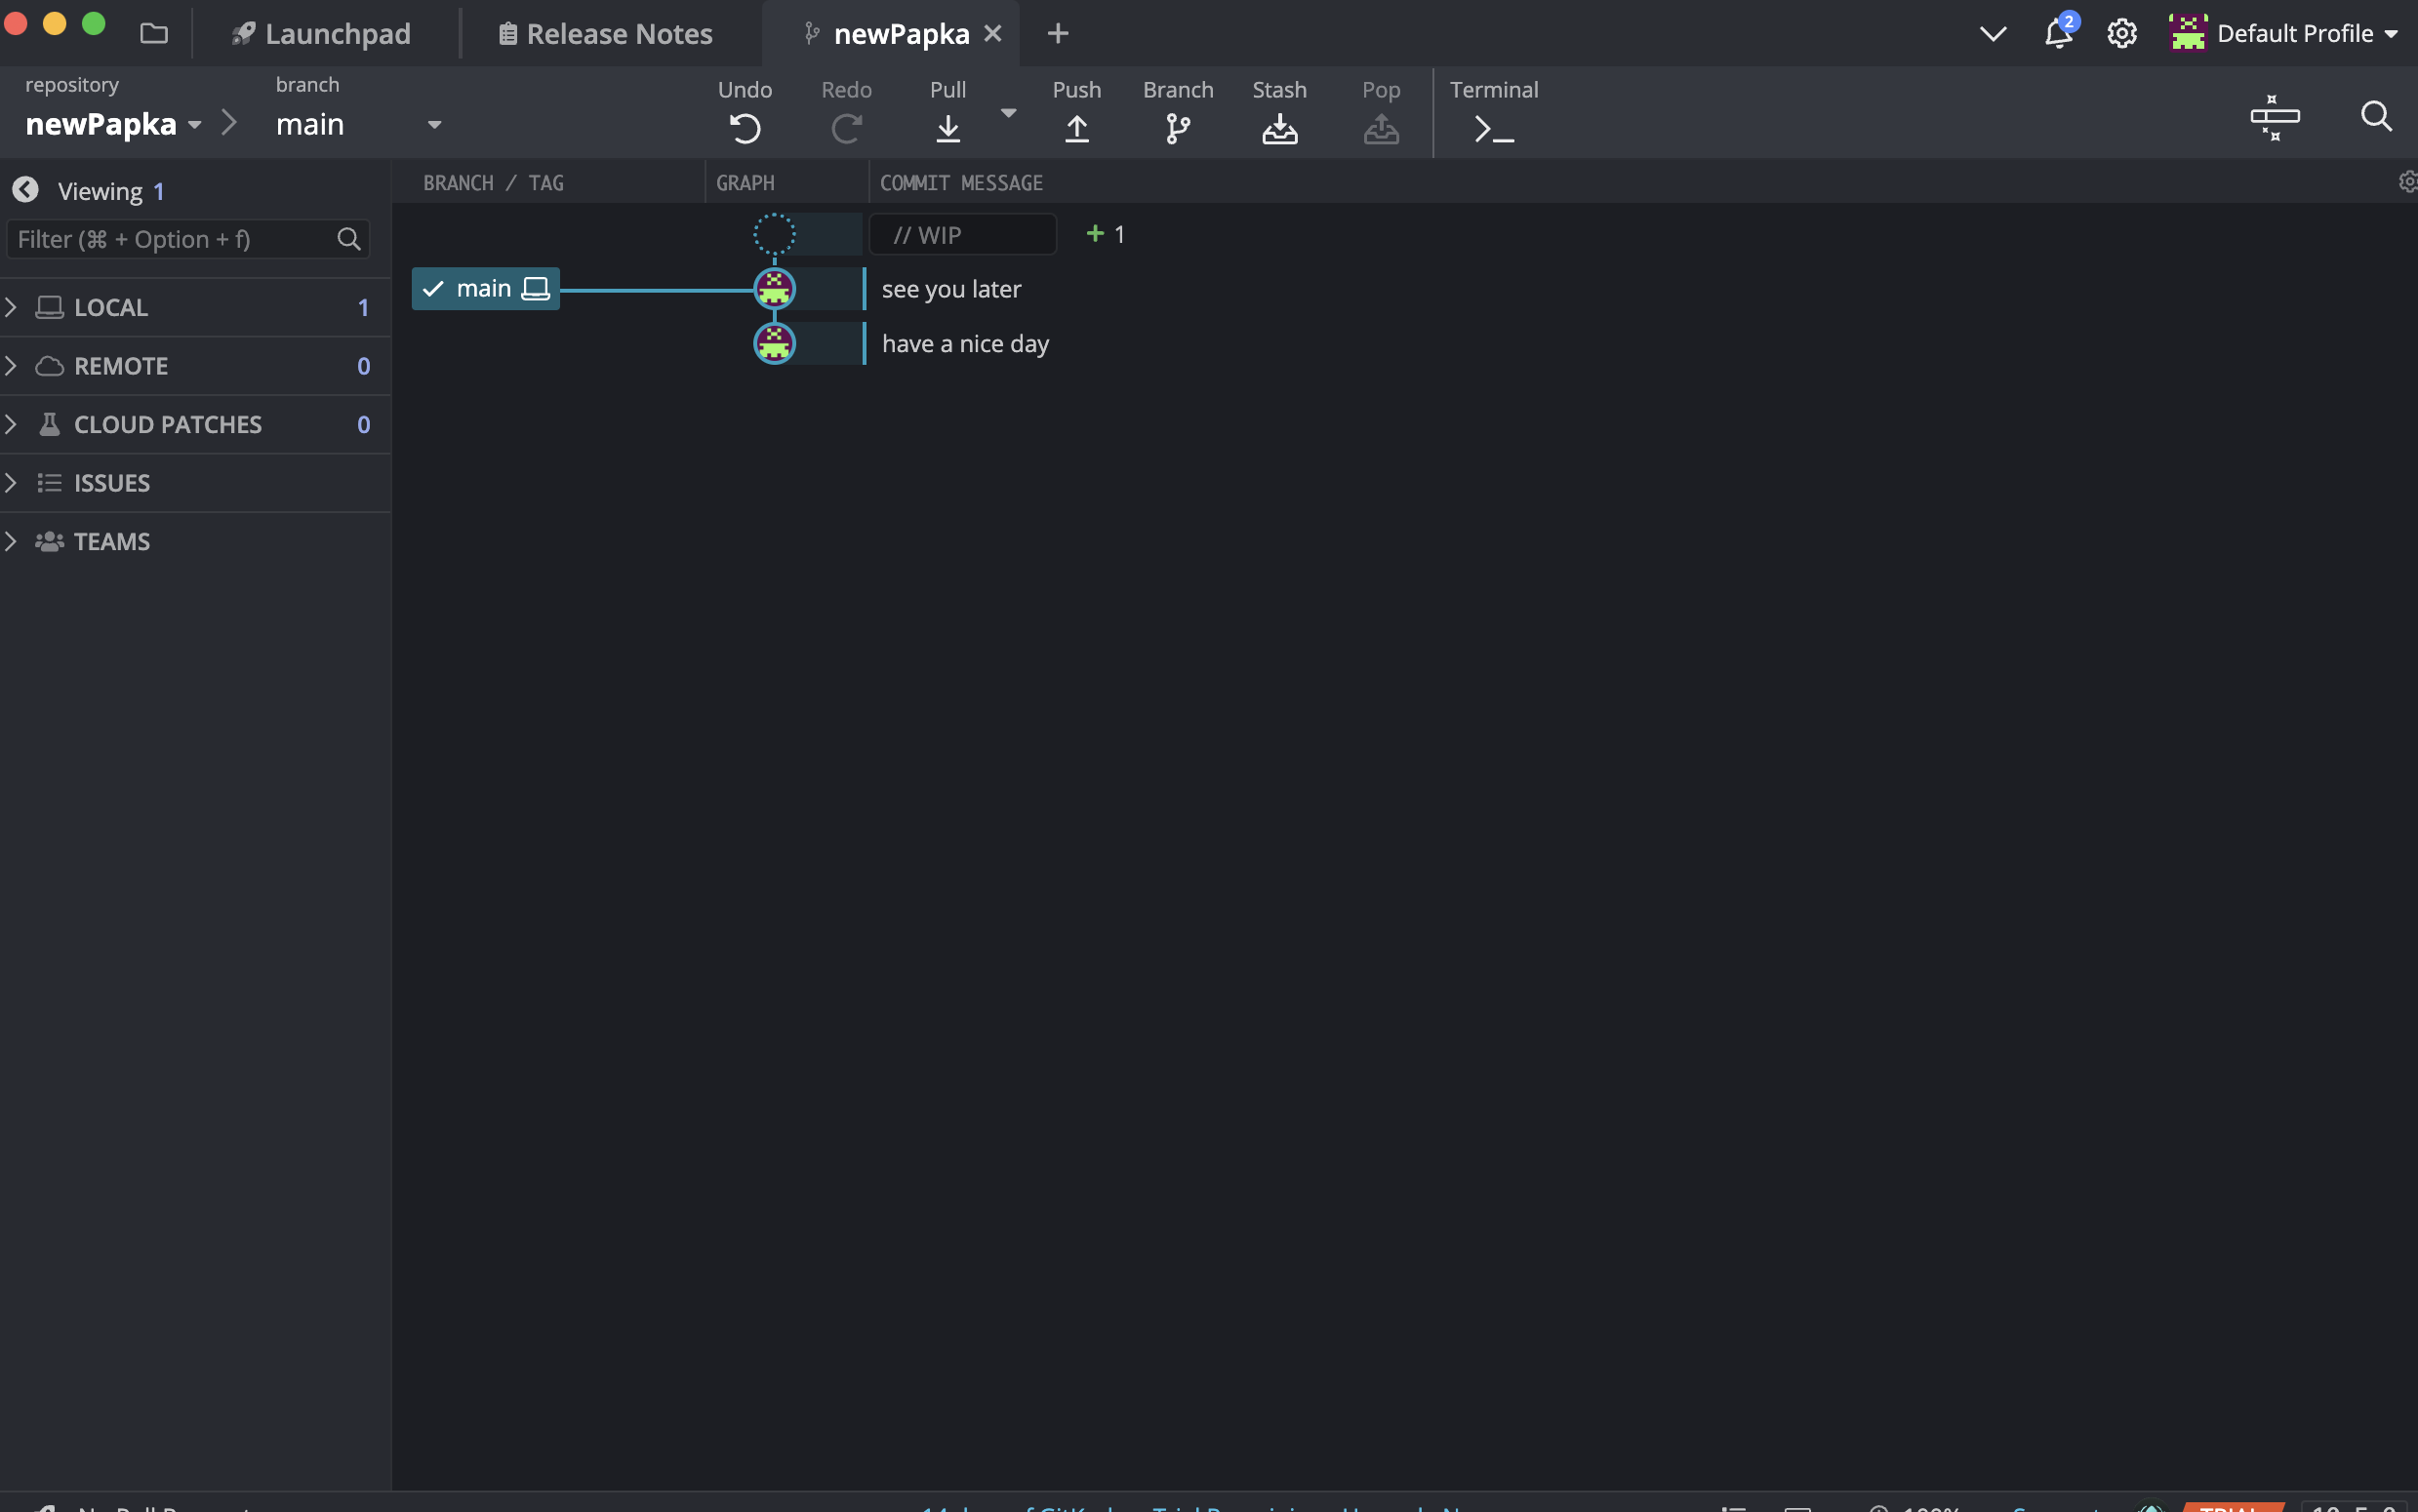 Launchpad
Release Notes
newPapka
2
Default Profile
repository
newPapka
branch
main
Undo
Redo
Pull
Push
Branch
Stash
Pop
Terminal
Viewing 1
Filter (⌘ + Option + f)
LOCAL 1
REMOTE 0
CLOUD PATCHES 0
ISSUES
TEAMS
BRANCH / TAG
GRAPH
COMMIT MESSAGE
// WIP
+ 1
main
see you later
have a nice day